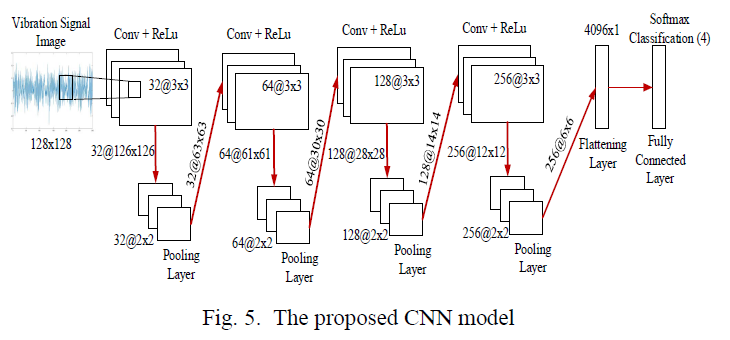 Vibration Signal
Image
128x128
Conv + ReLu
32@3x3
32@126x126
32@2x2
Pooling
Layer
32@63x63
Conv + ReLu
64@3x3
64@61x61
64@2x2
Pooling
Layer
64@30x30
Conv + ReLu
128@3x3
128@28x28
128@2x2
Pooling
Layer
128@14x14
Conv + ReLu
256@3x3
256@12x12
256@2x2
Pooling
Layer
256@6x6
4096x1
Flattening
Layer
Softmax
Classification (4)
Fully
Connected
Layer
Fig. 5. The proposed CNN model